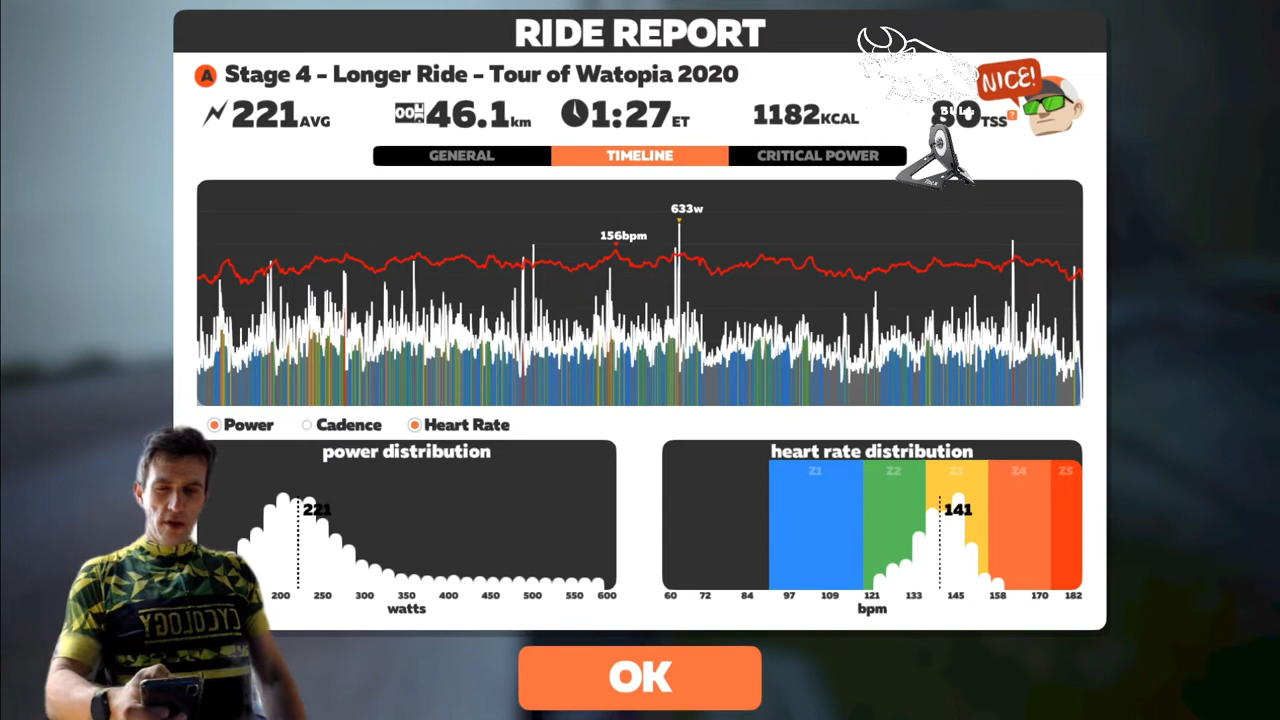 RIDE REPORT
A Stage 4 - Longer Ride - Tour of Watopia 2020
NICE!
221AVG 46.1km 1:27ET 1182KCAL 80TSS ?
BULL
GENERAL TIMELINE CRITICAL POWER
633w
156bpm
Power Cadence Heart Rate
power distribution
221
200 250 300 350 400 450 500 550 600
watts
heart rate distribution
Z1 Z2 Z3 Z4 Z5
141
60 72 84 97 109 121 133 145 158 170 182
bpm
CYCOLOGY
OK